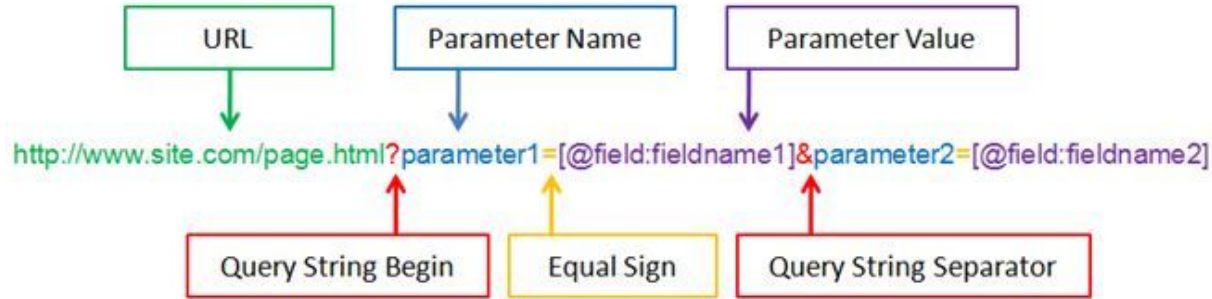 URL Parameter Name Parameter Value
http://www.site.com/page.html?parameter1=[@field:fieldname1]&parameter2=[@field:fieldname2]
Query String Begin Equal Sign Query String Separator